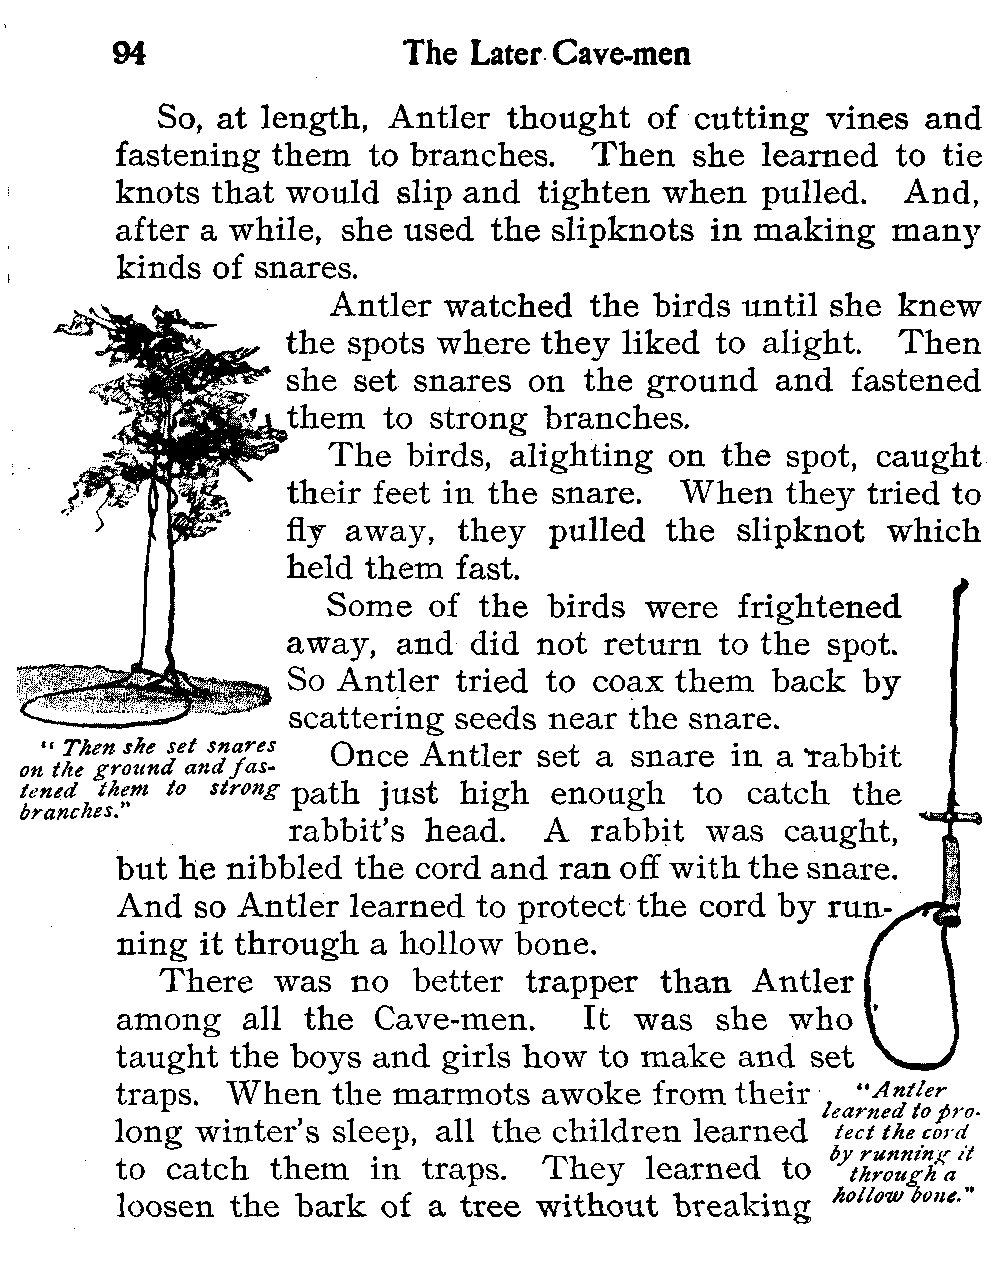 94 The Later Cave-men
So, at length, Antler thought of cutting vines and
fastening them to branches. Then she learned to tie
knots that would slip and tighten when pulled. And,
after a while, she used the slipknots in making many
kinds of snares.
Antler watched the birds until she knew
the spots where they liked to alight. Then
she set snares on the ground and fastened
them to strong branches.
The birds, alighting on the spot, caught
their feet in the snare. When they tried to
fly away, they pulled the slipknot which
held them fast.
Some of the birds were frightened
away, and did not return to the spot.
So Antler tried to coax them back by
scattering seeds near the snare.
"Then she set snares
on the ground and fas-
tened them to strong
branches."
Once Antler set a snare in a rabbit
path just high enough to catch the
rabbit's head. A rabbit was caught,
but he nibbled the cord and ran off with the snare.
And so Antler learned to protect the cord by run-
ning it through a hollow bone.
There was no better trapper than Antler
among all the Cave-men. It was she who
taught the boys and girls how to make and set
traps. When the marmots awoke from their
long winter's sleep, all the children learned
to catch them in traps. They learned to
loosen the bark of a tree without breaking
"Antler
learned to pro-
tect the cord
by running it
through a
hollow bone."